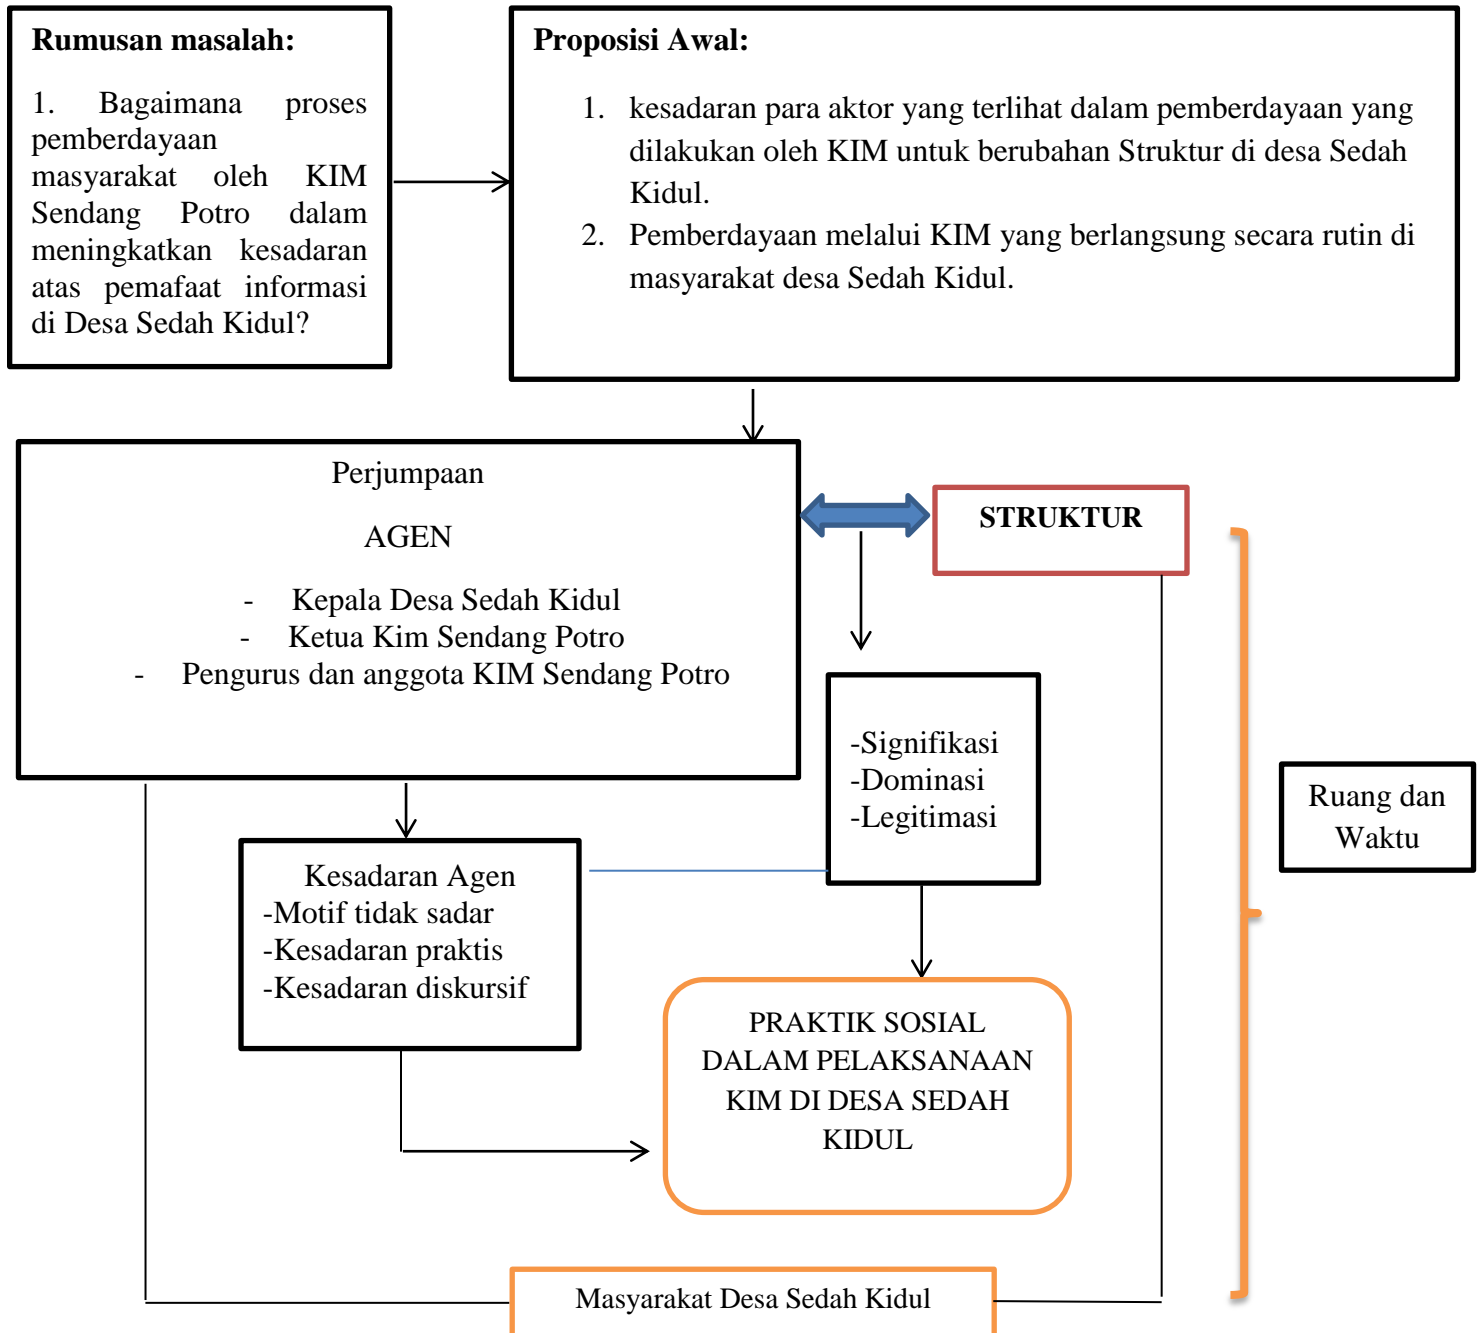 Rumusan masalah:
1. Bagaimana proses
pemberdayaan
masyarakat oleh KIM
Sendang Potro dalam
meningkatkan kesadaran
atas pemafaat informasi
di Desa Sedah Kidul?
Proposisi Awal:
1. kesadaran para aktor yang terlihat dalam pemberdayaan yang
dilakukan oleh KIM untuk berubahan Struktur di desa Sedah
Kidul.
2. Pemberdayaan melalui KIM yang berlangsung secara rutin di
masyarakat desa Sedah Kidul.
Perjumpaan
AGEN
- Kepala Desa Sedah Kidul
- Ketua Kim Sendang Potro
- Pengurus dan anggota KIM Sendang Potro
STRUKTUR
-Signifikasi
-Dominasi
-Legitimasi
Ruang dan
Waktu
Kesadaran Agen
-Motif tidak sadar
-Kesadaran praktis
-Kesadaran diskursif
PRAKTIK SOSIAL
DALAM PELAKSANAAN
KIM DI DESA SEDAH
KIDUL
Masyarakat Desa Sedah Kidul